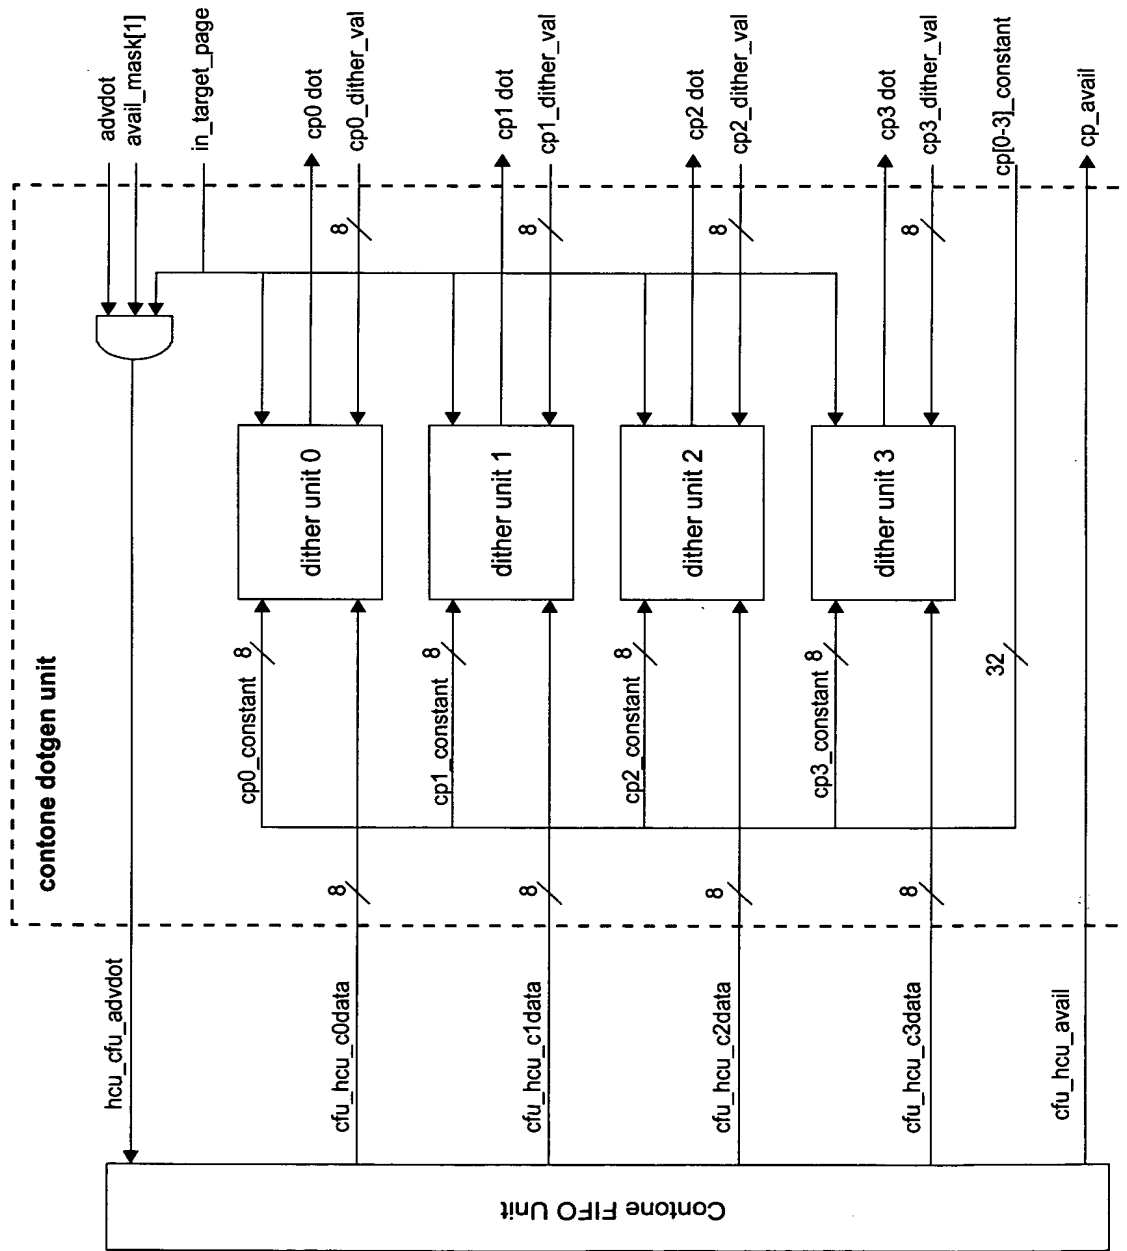 contone dotgen unit
Contone FIFO Unit
hcu_cfu_advdot
advdot
avail_mask[1]
in_target_page
cp0 dot
cp0_dither_val
8
dither unit 0
cp0_constant
8
8
cfu_hcu_c0data
cp1 dot
cp1_dither_val
8
dither unit 1
cp1_constant
8
8
cfu_hcu_c1data
cp2 dot
cp2_dither_val
8
dither unit 2
cp2_constant
8
8
cfu_hcu_c2data
cp3 dot
cp3_dither_val
8
dither unit 3
cp3_constant
8
8
cfu_hcu_c3data
cp[0-3]_constant
32
cfu_hcu_avail
cp_avail